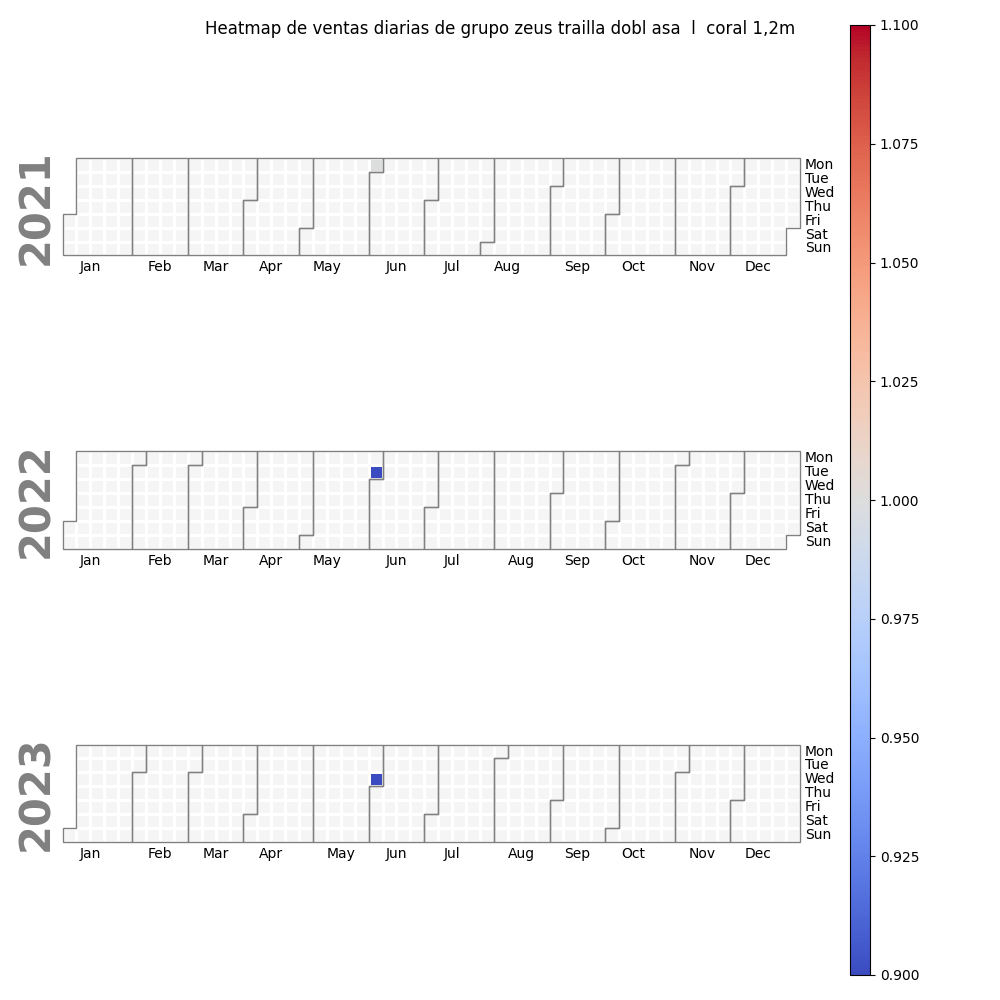 Heatmap de ventas diarias de grupo zeus trailla dobl asa  l  coral 1,2m
2021
Mon
Tue
Wed
Thu
Fri
Sat
Sun
Jan Feb Mar Apr May Jun Jul Aug Sep Oct Nov Dec
2022
Mon
Tue
Wed
Thu
Fri
Sat
Sun
Jan Feb Mar Apr May Jun Jul Aug Sep Oct Nov Dec
2023
Mon
Tue
Wed
Thu
Fri
Sat
Sun
Jan Feb Mar Apr May Jun Jul Aug Sep Oct Nov Dec
1.100
1.075
1.050
1.025
1.000
0.975
0.950
0.925
0.900